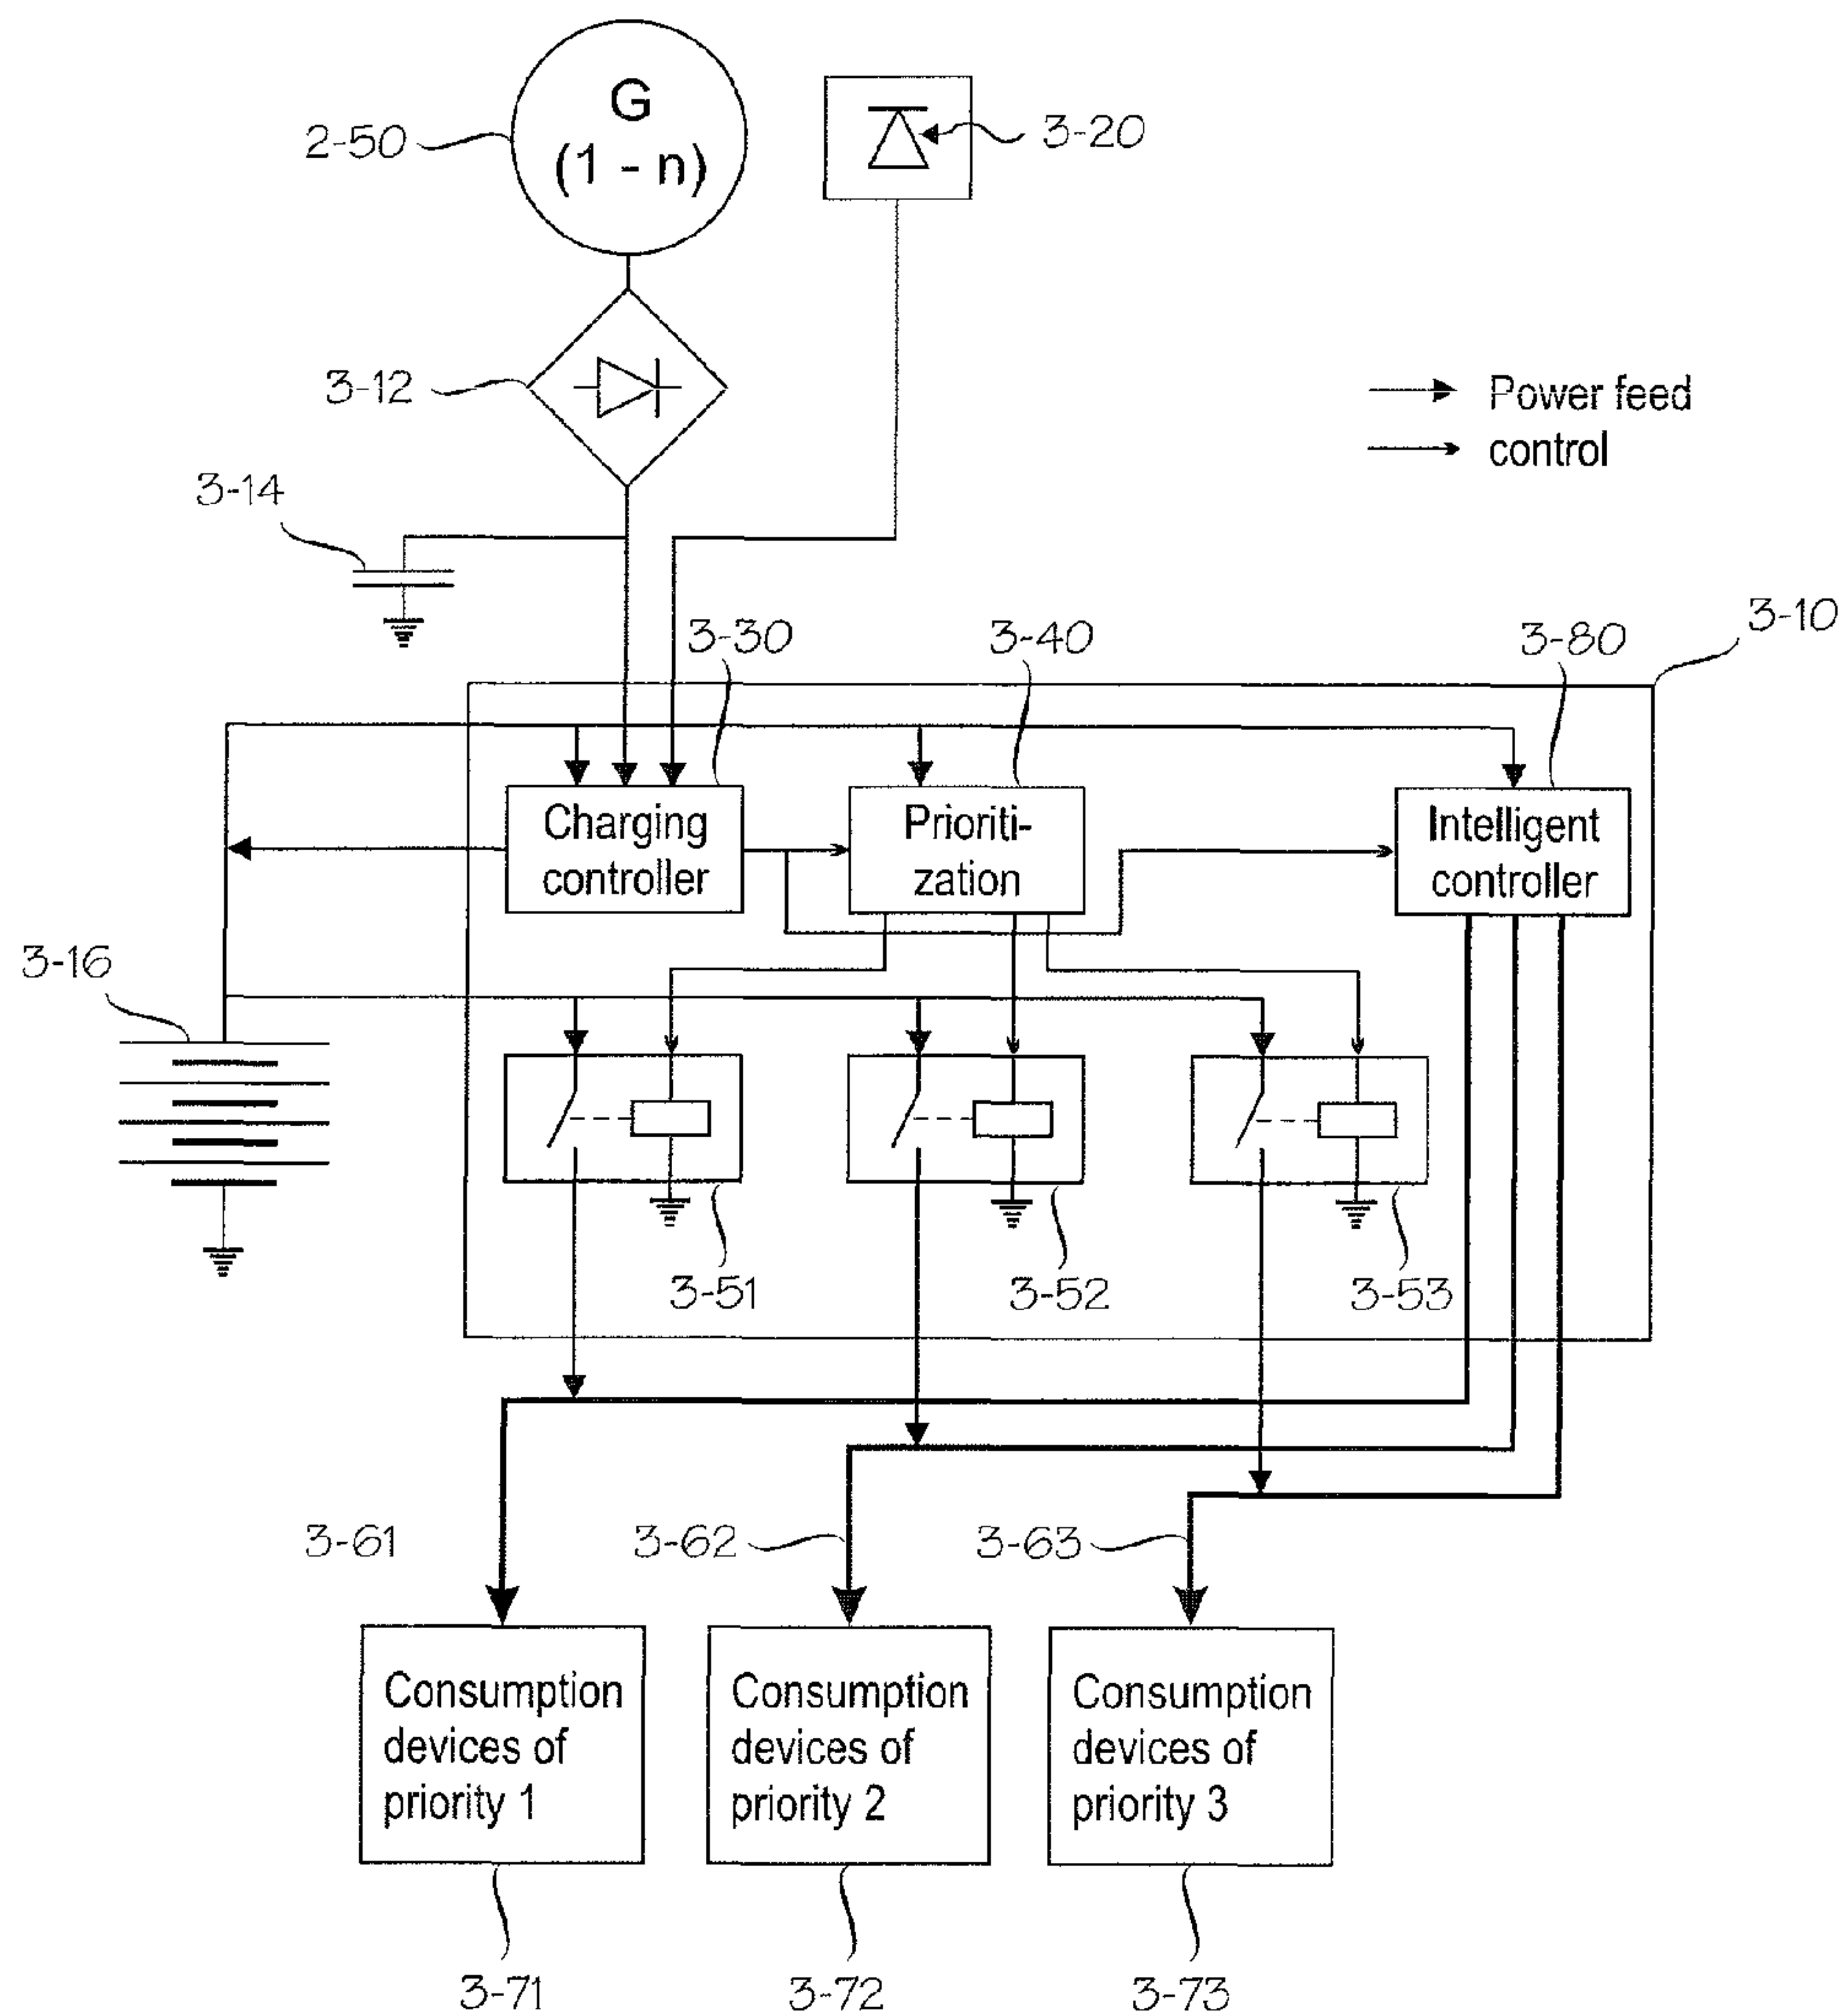 G
(1 - n)
2-50
3-20
3-12
Power feed
control
3-14
3-10
3-30
3-40
3-80
Charging
controller
Prioriti-
zation
Intelligent
controller
3-16
3-51
3-52
3-53
3-61
3-62
3-63
Consumption
devices of
priority 1
Consumption
devices of
priority 2
Consumption
devices of
priority 3
3-71
3-72
3-73